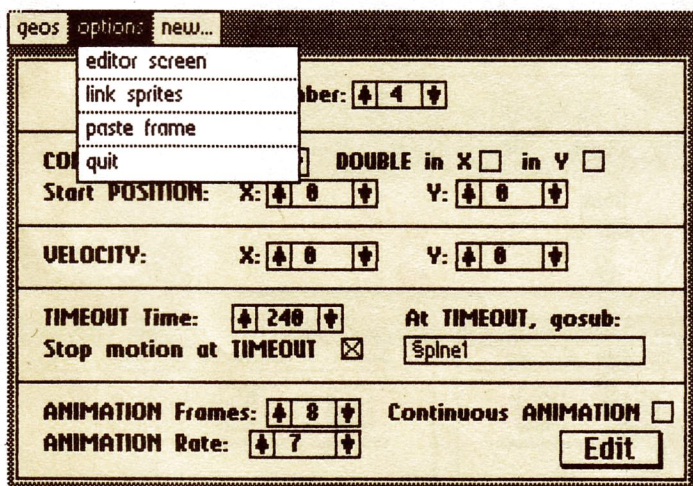 geos options new...
editor screen
link sprites
paste frame
quit
ber: 4
DOUBLE in X in Y
Start POSITION: X: 0 Y: 0
VELOCITY: X: 0 Y: 0
TIMEOUT Time: 240 At TIMEOUT, gosub:
Stop motion at TIMEOUT §plne1
ANIMATION Frames: 8 Continuous ANIMATION
ANIMATION Rate: 7 Edit